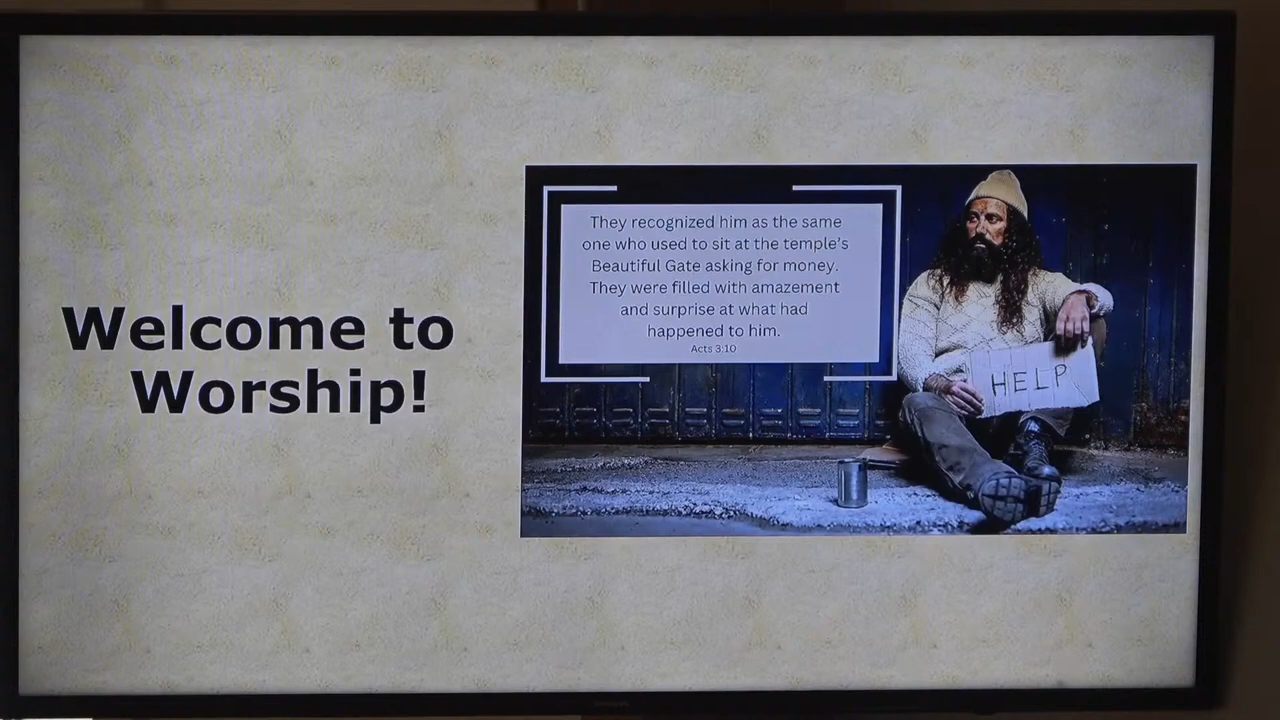 Welcome to
Worship!
They recognized him as the same
one who used to sit at the temple's
Beautiful Gate asking for money.
They were filled with amazement
and surprise at what had
happened to him.
Acts 3:10
HELP